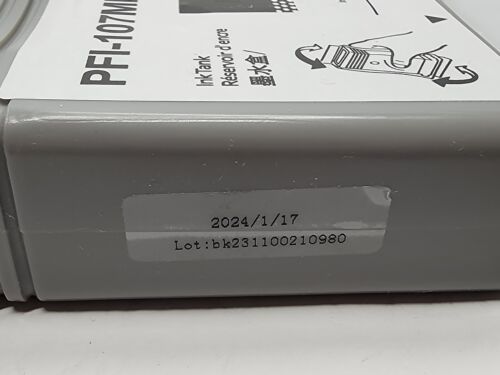 PFI-107M
Ink Tank
Réservoir d'encre
墨水盒/
2024/1/17
Lot:bk231100210980